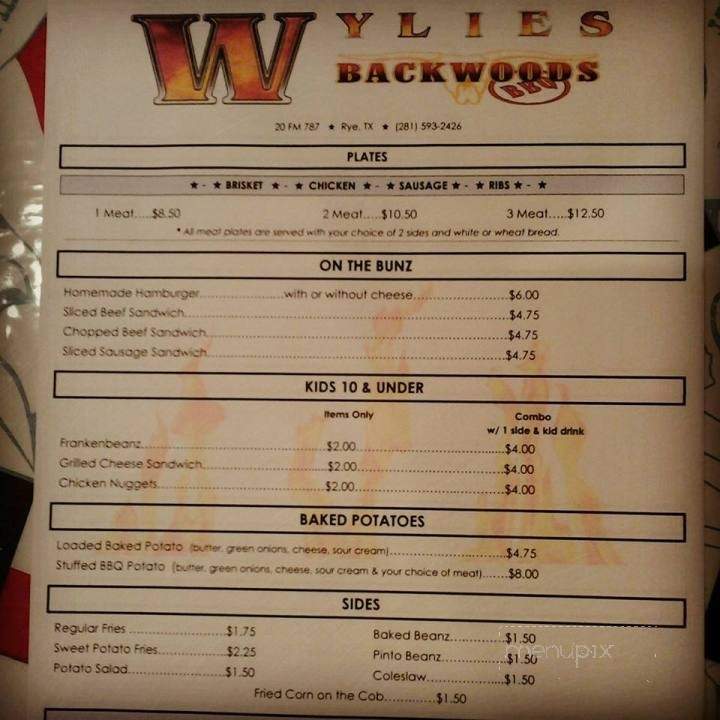 W YLIES
BACKWOODS
BBQ
20 FM 787 ★ Rye, TX ★ (281) 593-2426
PLATES
★ - ★ BRISKET ★ - ★ CHICKEN ★ - ★ SAUSAGE ★ - ★ RIBS ★ - ★
1 Meat.....$8.50 2 Meat.....$10.50 3 Meat.....$12.50
* All meat plates are served with your choice of 2 sides and white or wheat bread.
ON THE BUNZ
Homemade Hamburger.....................with or without cheese.........................$6.00
Sliced Beef Sandwich................................................................................$4.75
Chopped Beef Sandwich..........................................................................$4.75
Sliced Sausage Sandwich..........................................................................$4.75
KIDS 10 & UNDER
Items Only Combo
w/ 1 side & kid drink
Frankenbeanz..............................................$2.00.....................................$4.00
Grilled Cheese Sandwich...............................$2.00.....................................$4.00
Chicken Nuggets..........................................$2.00.....................................$4.00
BAKED POTATOES
Loaded Baked Potato (butter, green onions, cheese, sour cream).............................$4.75
Stuffed BBQ Potato (butter, green onions, cheese, sour cream & your choice of meat).......$8.00
SIDES
Regular Fries .........................$1.75 Baked Beanz.............$1.50
Sweet Potato Fries.................$2.25 Pinto Beanz................$1.50
Potato Salad.........................$1.50 Coleslaw...................$1.50
Fried Corn on the Cob.............$1.50
menupix